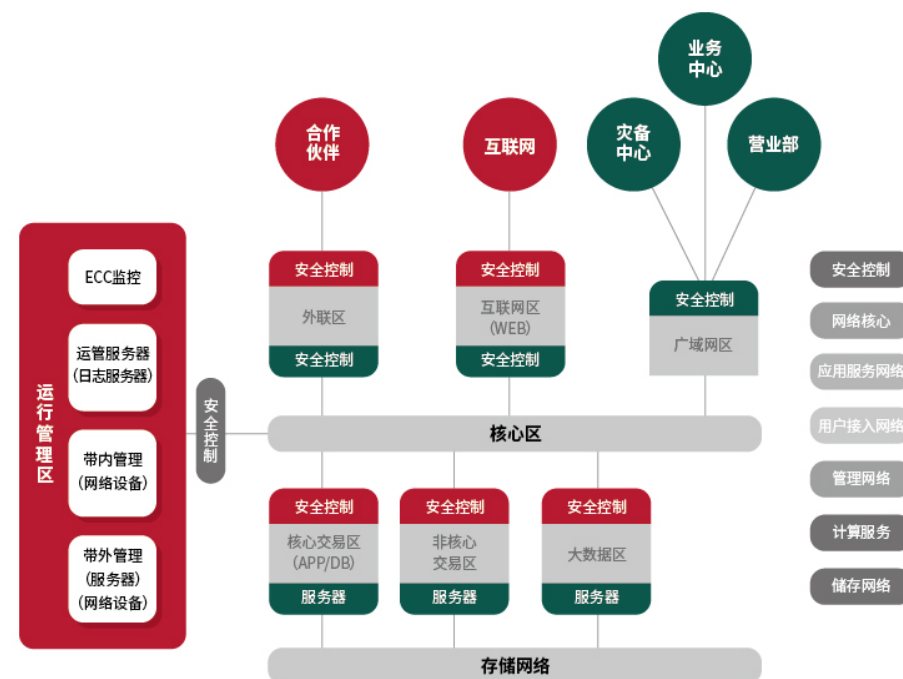 业务
中心
合作
伙伴
互联网
灾备
中心
营业部
运行管理区
ECC监控
运管服务器
(日志服务器)
带内管理
(网络设备)
带外管理
(服务器)
(网络设备)
安全控制
安全控制
外联区
安全控制
安全控制
互联网区
(WEB)
安全控制
安全控制
广域网区
核心区
安全控制
核心交易区
(APP/DB)
服务器
安全控制
非核心
交易区
服务器
安全控制
大数据区
服务器
存储网络
安全控制
网络核心
应用服务网络
用户接入网络
管理网络
计算服务
储存网络